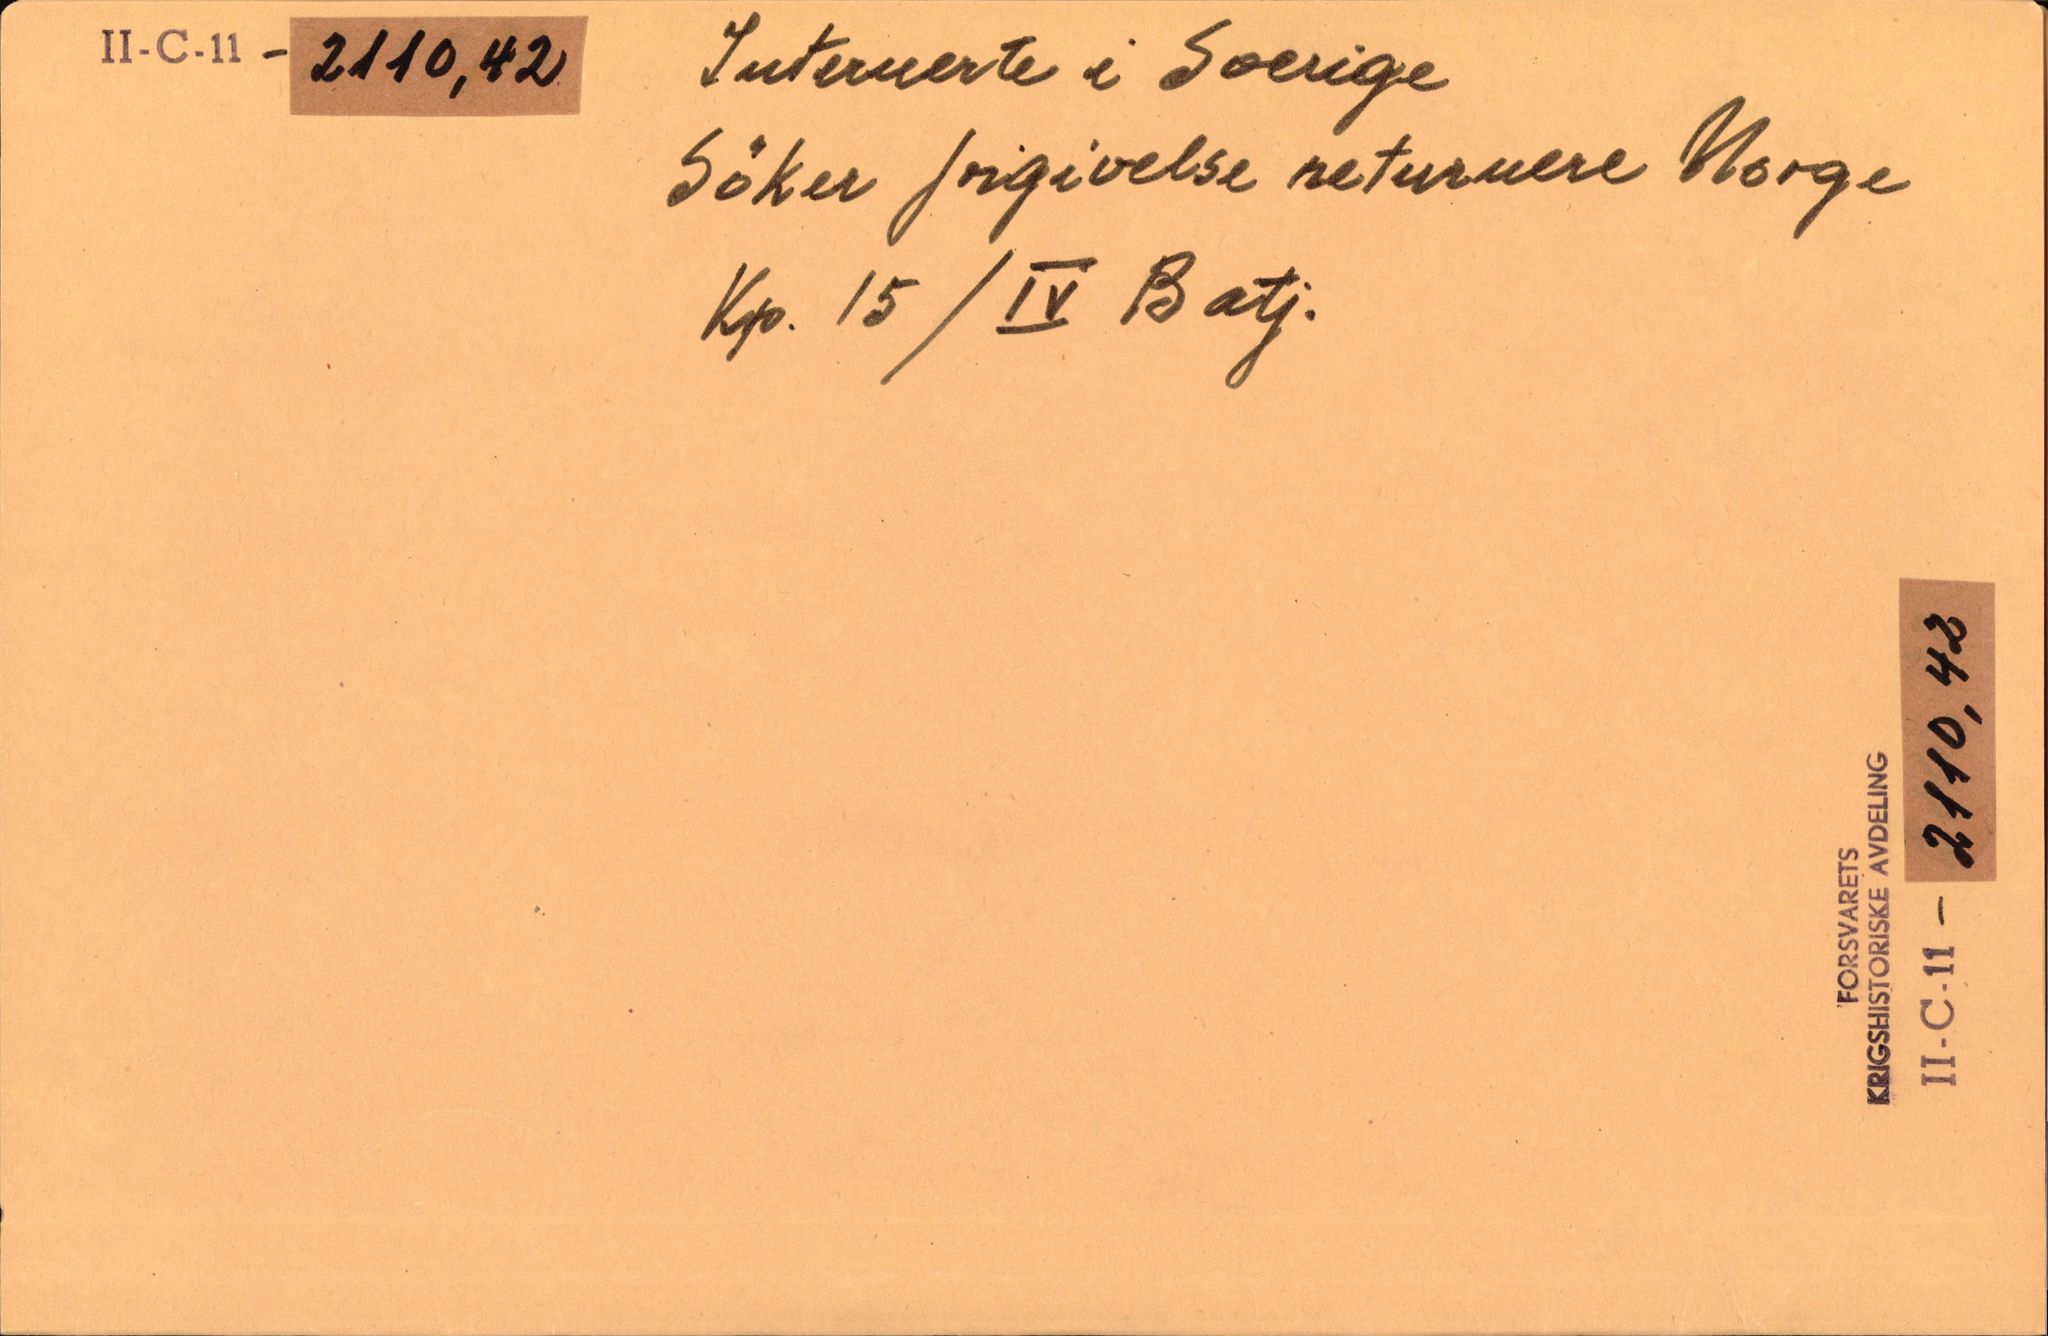 II-C-11 - 2110,42
Internerte i Sverige
Söker frigivelse returnere Norge
Kp. 15 / IV Batj.
FORSVARETS
KRIGSHISTORISKE AVDELING
II-C-11 - 2110,42